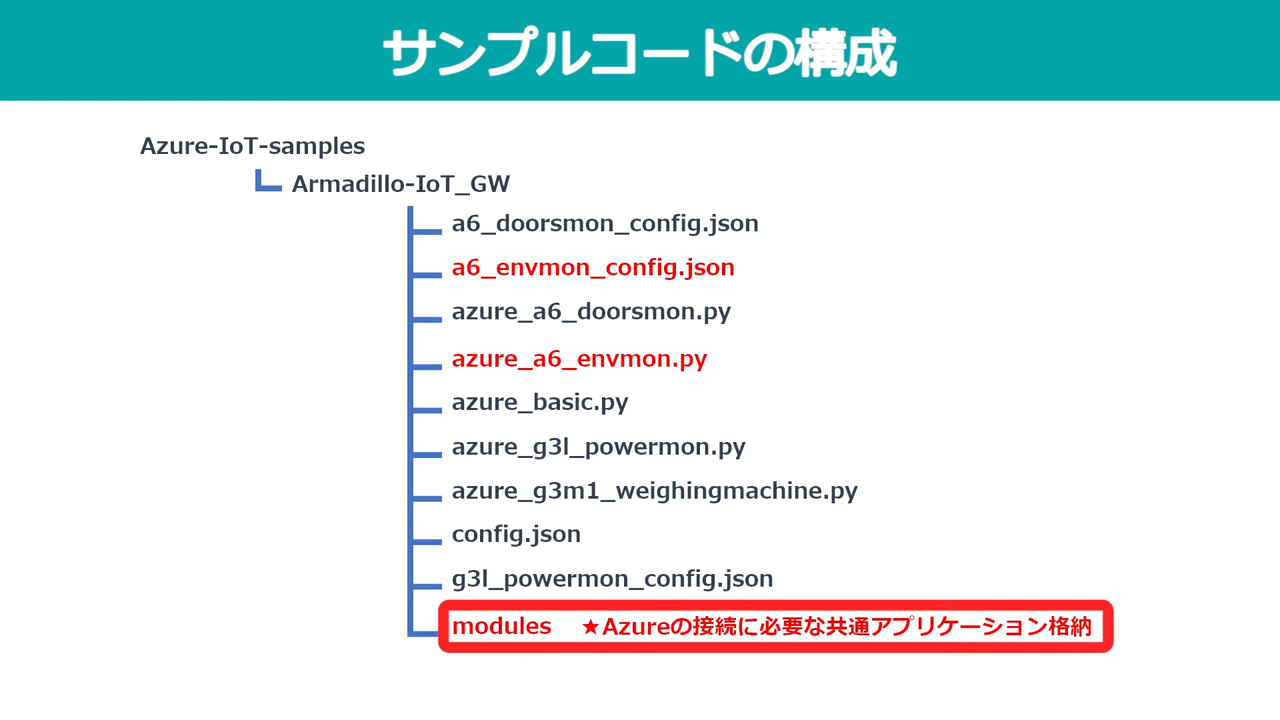 サンプルコードの構成
Azure-IoT-samples
Armadillo-IoT_GW
a6_doorsmon_config.json
a6_envmon_config.json
azure_a6_doorsmon.py
azure_a6_envmon.py
azure_basic.py
azure_g3l_powermon.py
azure_g3m1_weighingmachine.py
config.json
g3l_powermon_config.json
modules ★Azureの接続に必要な共通アプリケーション格納